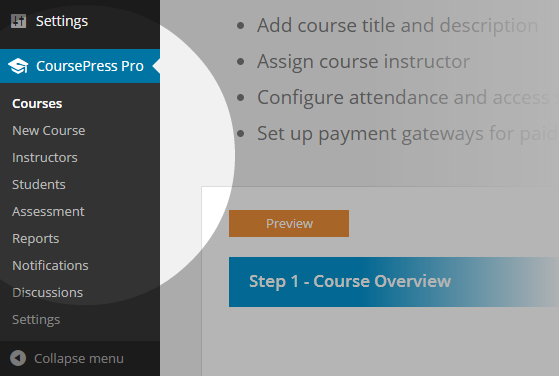 Settings
CoursePress Pro
Courses
New Course
Instructors
Students
Assessment
Reports
Notifications
Discussions
Settings
Collapse menu
Add course title and description
Assign course instructor
Configure attendance and access
Set up payment gateways for paid
Preview
Step 1 - Course Overview